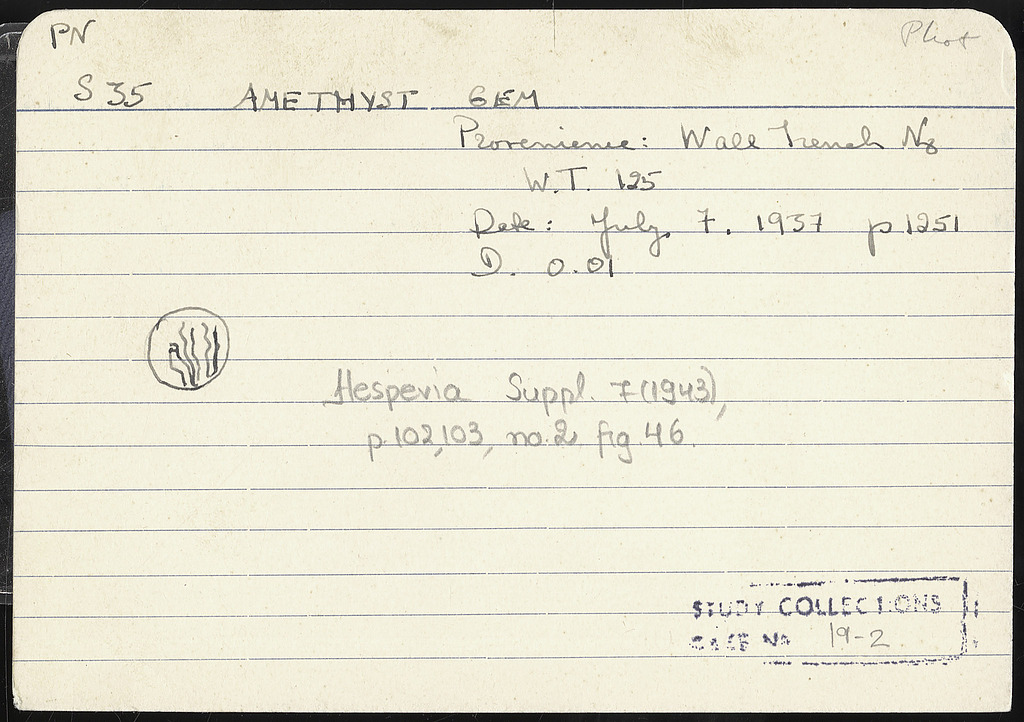 PN
Phot
S 35 AMETHYST GEM
Provenience: Wall Trench N3
W.T. 125
Date: July 7. 1937 p 1251
D. 0.01
Hesperia Suppl. 7 (1943),
p. 102,103, no. 2, fig 46.
STUDY COLLECTIONS
CASE No 19-2